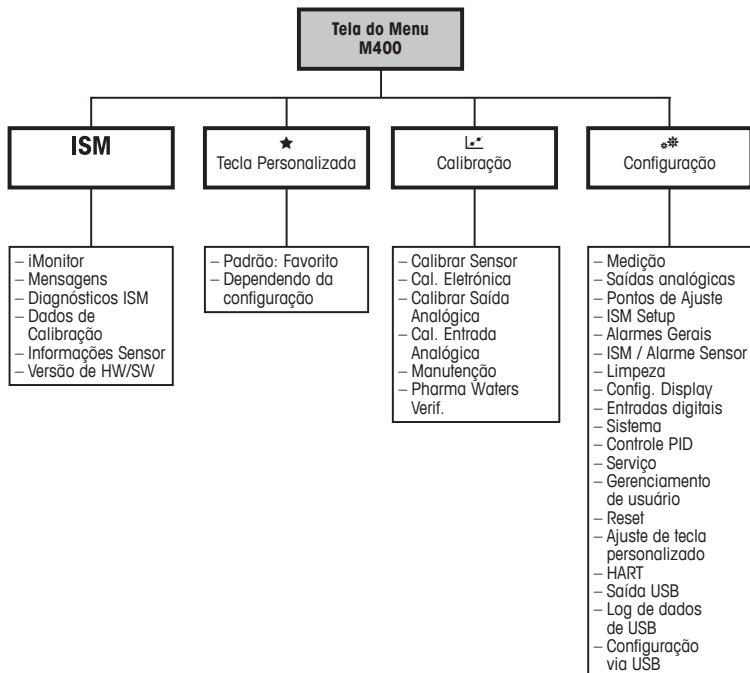 Tela do Menu
M400
ISM
★
Tecla Personalizada
Calibração
Configuração
– iMonitor
– Mensagens
– Diagnósticos ISM
– Dados de
Calibração
– Informações Sensor
– Versão de HW/SW
– Padrão: Favorito
– Dependendo da
configuração
– Calibrar Sensor
– Cal. Eletrónica
– Calibrar Saída
Analógica
– Cal. Entrada
Analógica
– Manutenção
– Pharma Waters
Verif.
– Medição
– Saídas analógicas
– Pontos de Ajuste
– ISM Setup
– Alarmes Gerais
– ISM / Alarme Sensor
– Limpeza
– Config. Display
– Entradas digitais
– Sistema
– Controle PID
– Serviço
– Gerenciamento
de usuário
– Reset
– Ajuste de tecla
personalizado
– HART
– Saída USB
– Log de dados
de USB
– Configuração
via USB